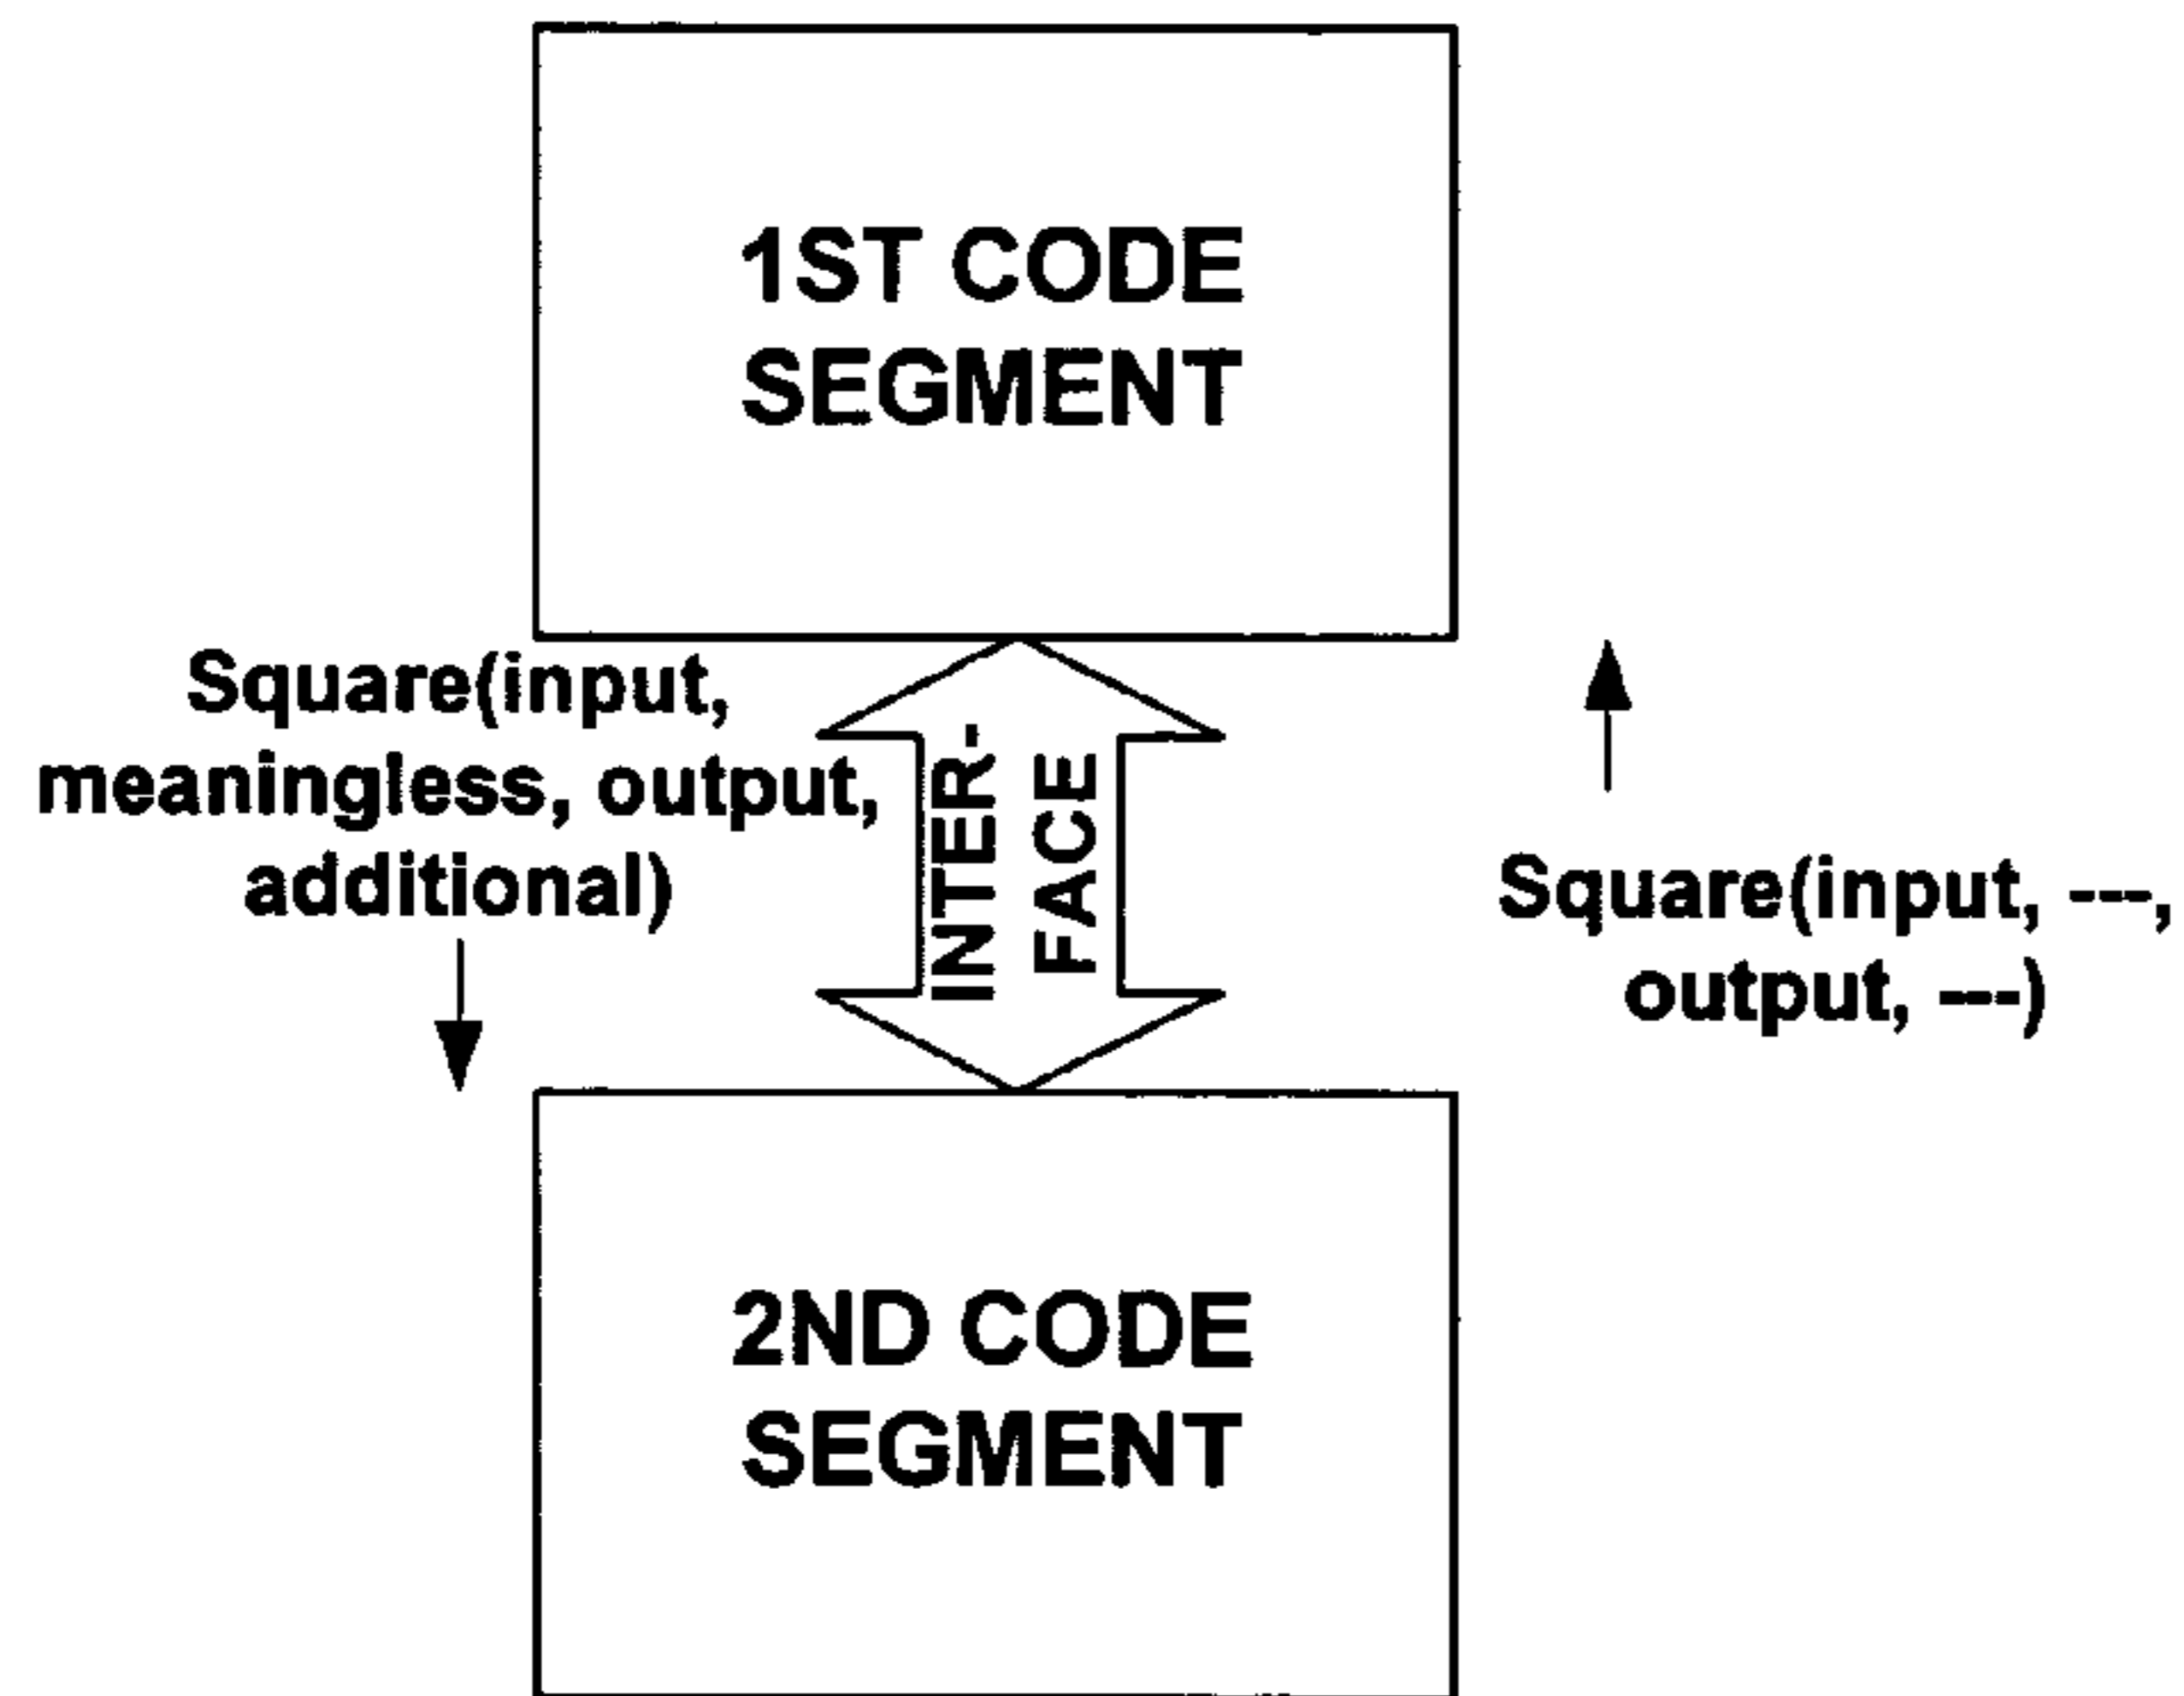 1ST CODE
SEGMENT
Square(input,
meaningless, output,
additional)
INTER-
FACE
Square(input, ---,
output, ---)
2ND CODE
SEGMENT